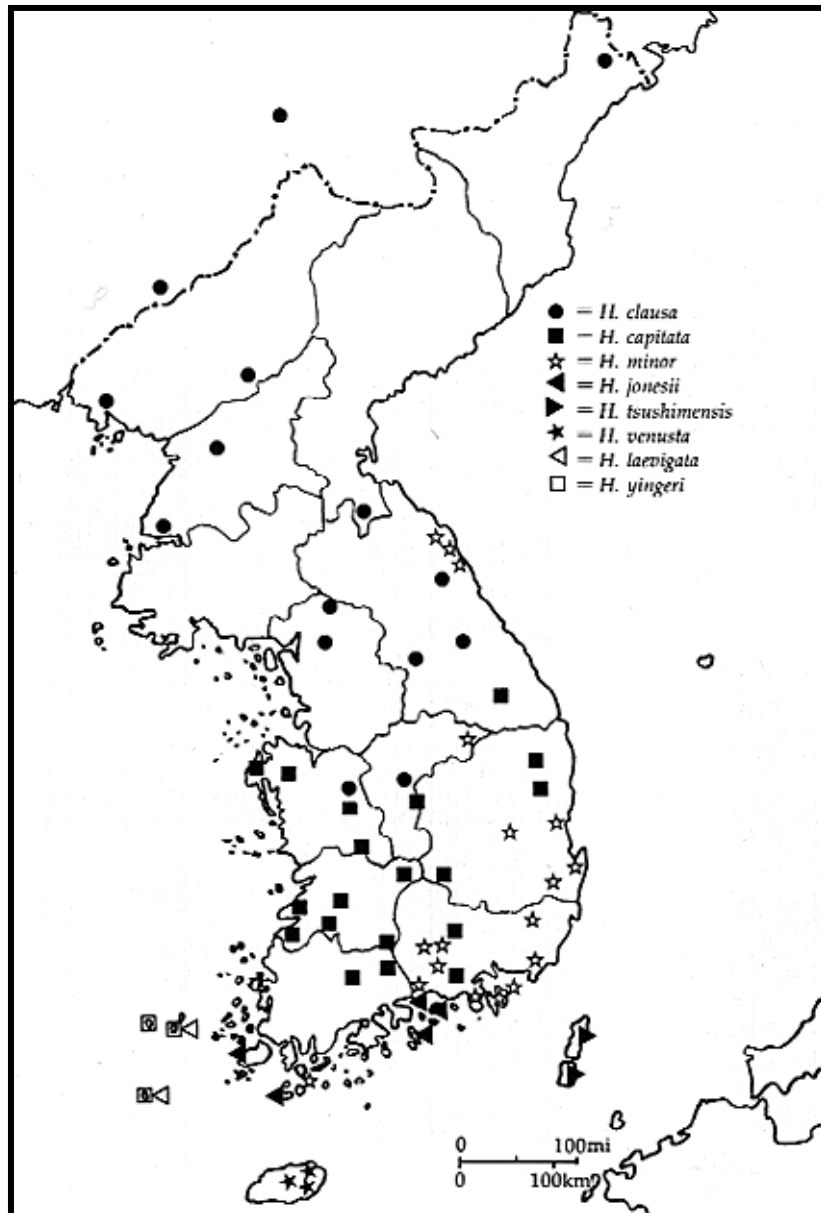 = H. clausa
– H. capitata
= H. minor
= H. jonesii
= H. tsushimensis
= H. venusta
= H. laevigata
= H. yingeri
0 100mi
0 100km